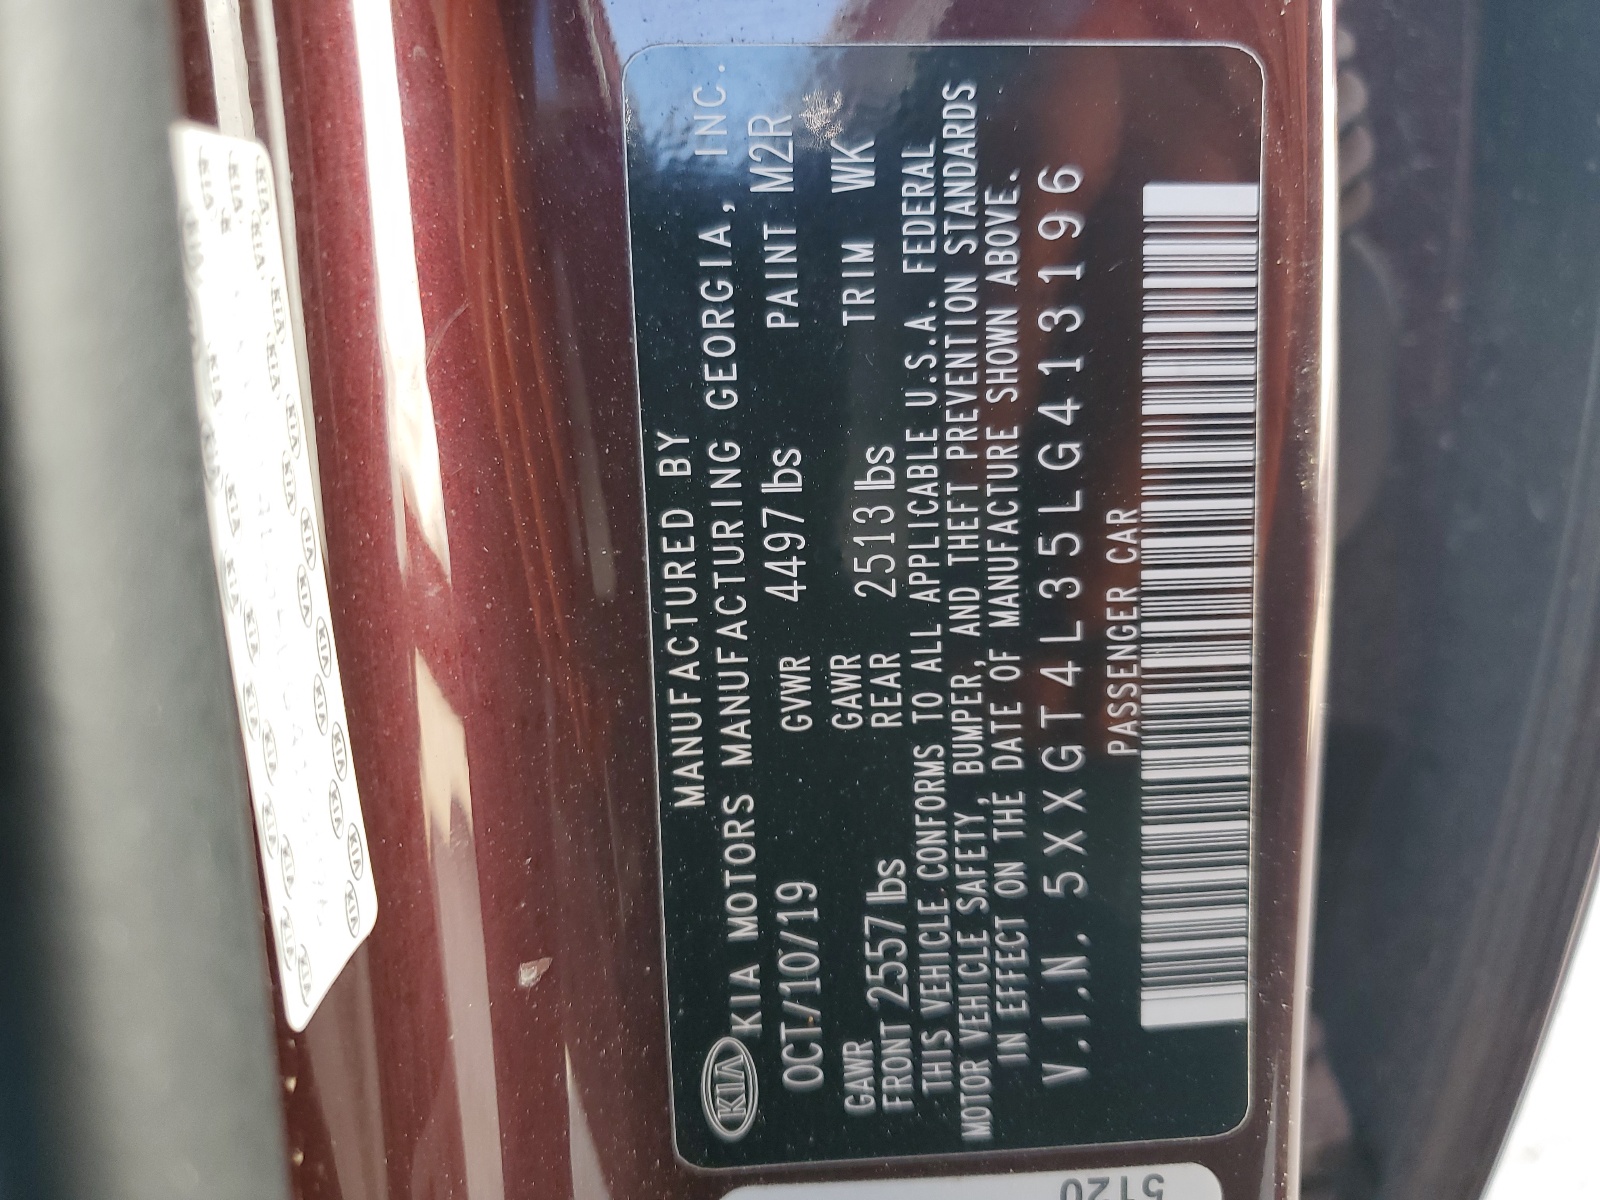 MANUFACTURED BY
KIA KIA MOTORS MANUFACTURING GEORGIA, INC.
OCT/10/19 GVWR 4497 lbs PAINT M2R
GAWR FRONT 2557 lbs GAWR REAR 2513 lbs TRIM WK
THIS VEHICLE CONFORMS TO ALL APPLICABLE U.S.A. FEDERAL
MOTOR VEHICLE SAFETY, BUMPER, AND THEFT PREVENTION STANDARDS
IN EFFECT ON THE DATE OF MANUFACTURE SHOWN ABOVE.
V.I.N. 5XXGT4L35LG413196
PASSENGER CAR
5120